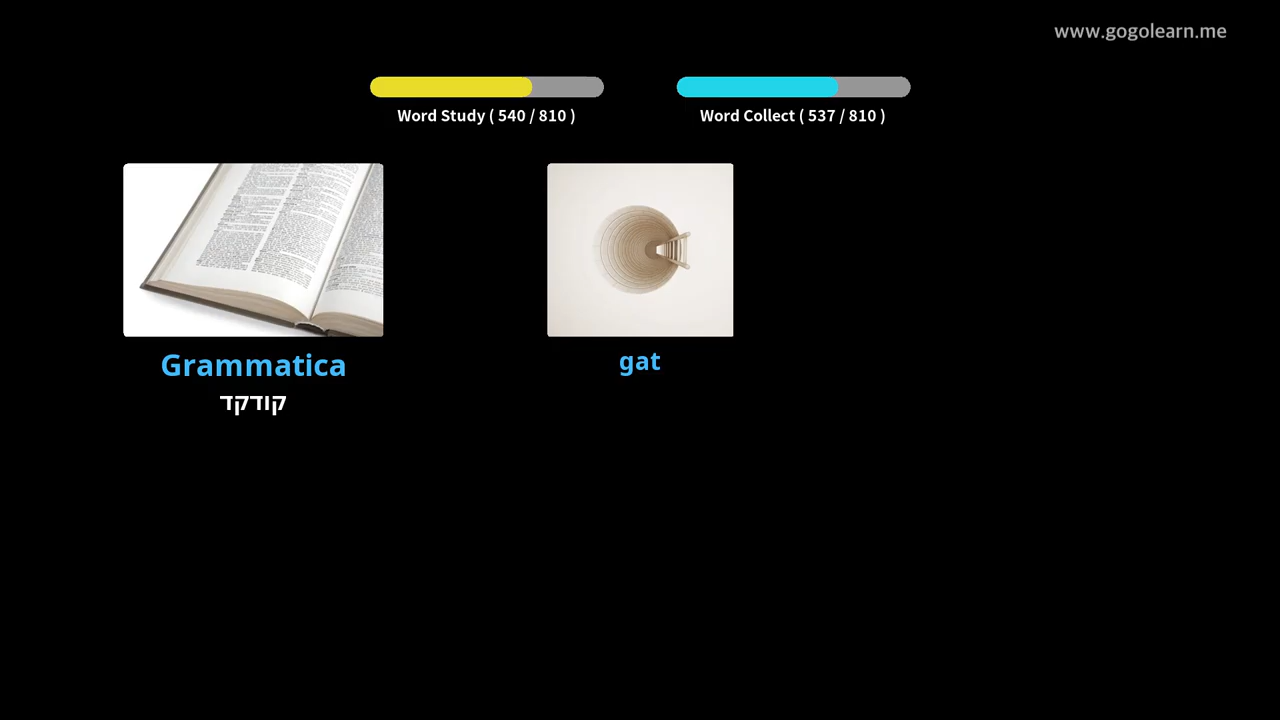 www.gogolearn.me
Word Study ( 540 / 810 )
Word Collect ( 537 / 810 )
Grammatica
קודקד
gat